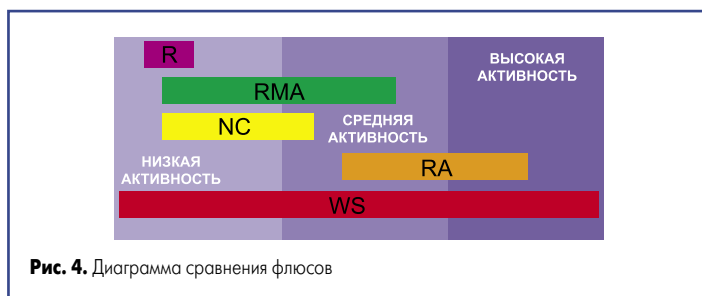 R
ВЫСОКАЯ
АКТИВНОСТЬ
RMA
NC
СРЕДНЯЯ
АКТИВНОСТЬ
НИЗКАЯ
АКТИВНОСТЬ
RA
WS
Рис. 4. Диаграмма сравнения флюсов